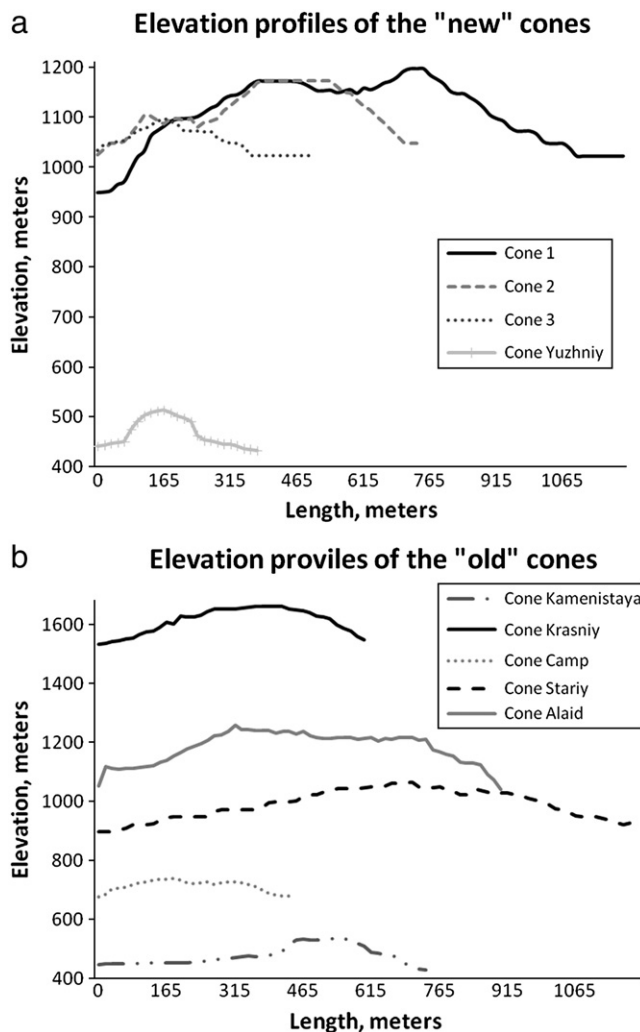 a
Elevation profiles of the "new" cones
1200
1100
1000
900
800
700
600
500
400
Elevation, meters
0 165 315 465 615 765 915 1065
Length, meters
Cone 1
Cone 2
Cone 3
Cone Yuzhniy
b
Elevation proviles of the "old" cones
1600
1400
1200
1000
800
600
400
Elevation, meters
0 165 315 465 615 765 915 1065
Length, meters
Cone Kamenistaya
Cone Krasniy
Cone Camp
Cone Stariy
Cone Alaid